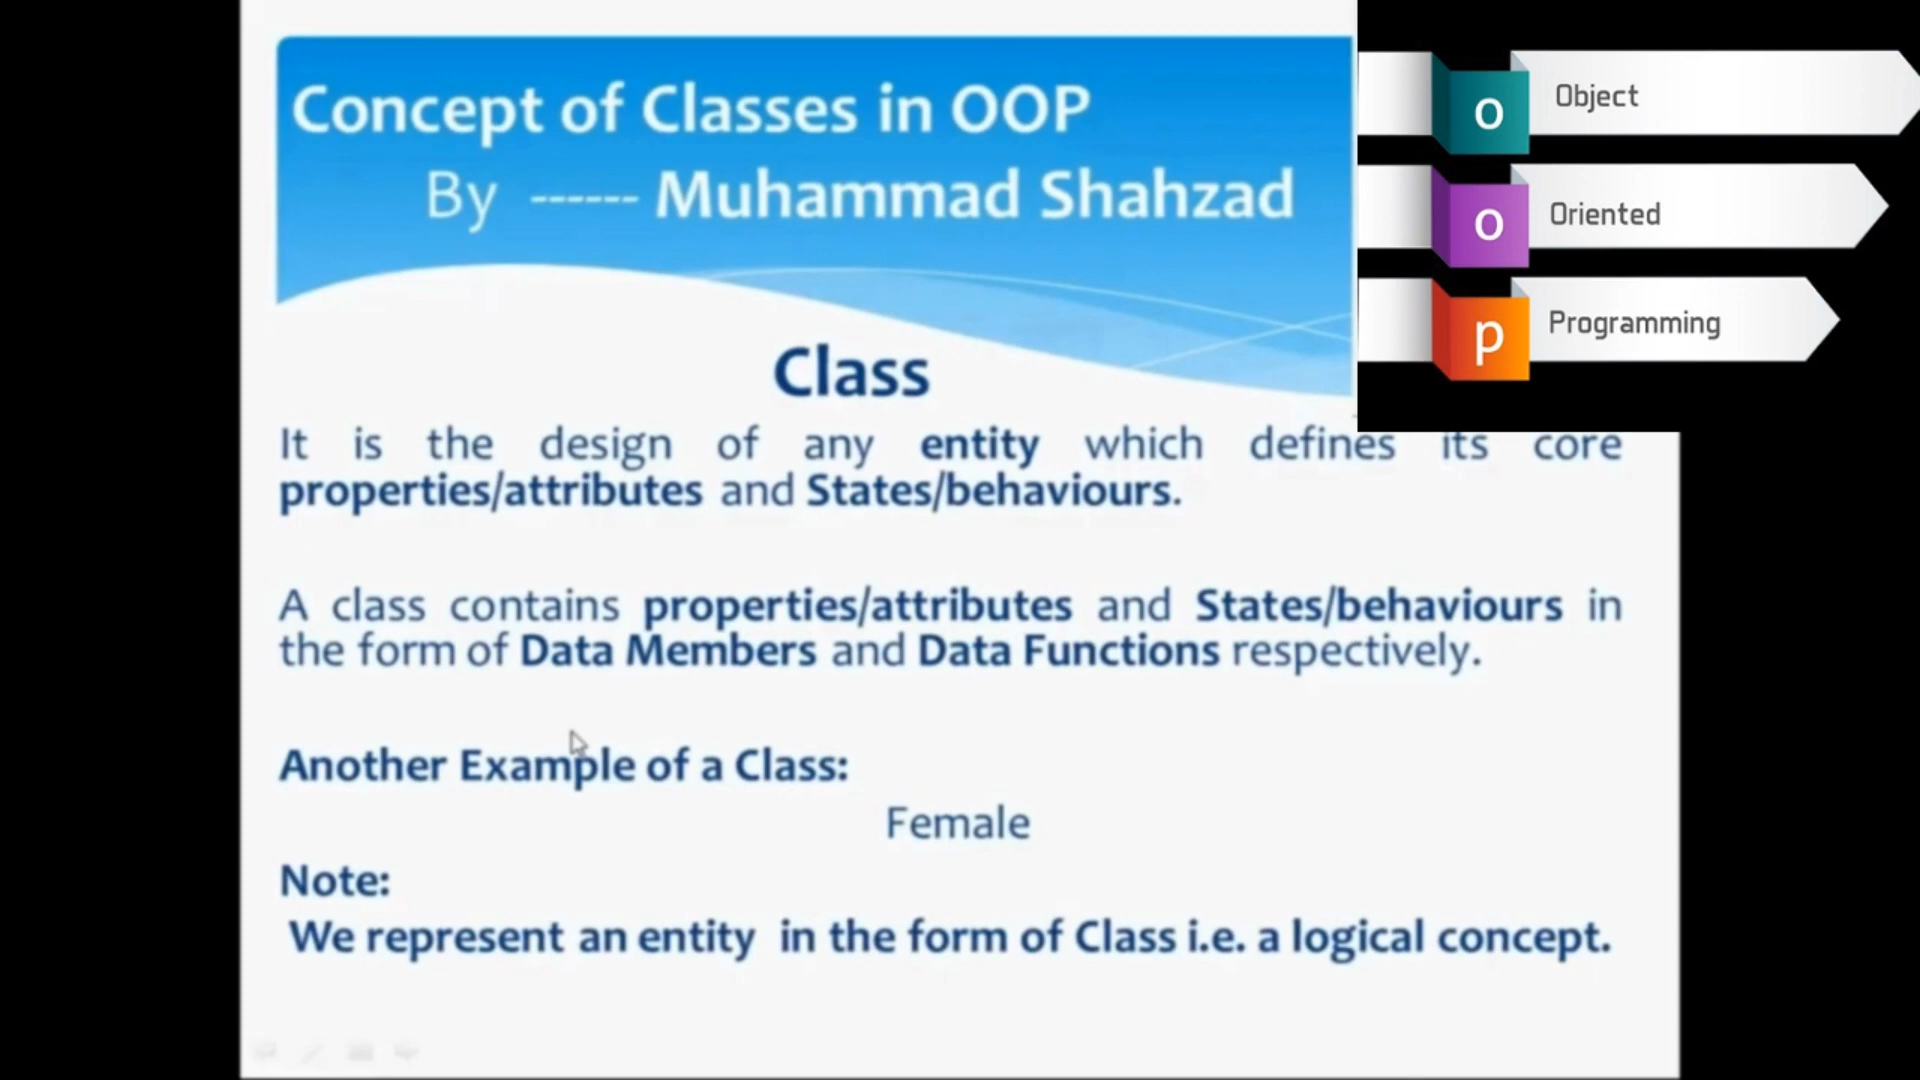 Concept of Classes in OOP
By ------ Muhammad Shahzad
o Object
o Oriented
p Programming
Class
It is the design of any entity which defines its core
properties/attributes and States/behaviours.
A class contains properties/attributes and States/behaviours in
the form of Data Members and Data Functions respectively.
Another Example of a Class:
Female
Note:
We represent an entity in the form of Class i.e. a logical concept.